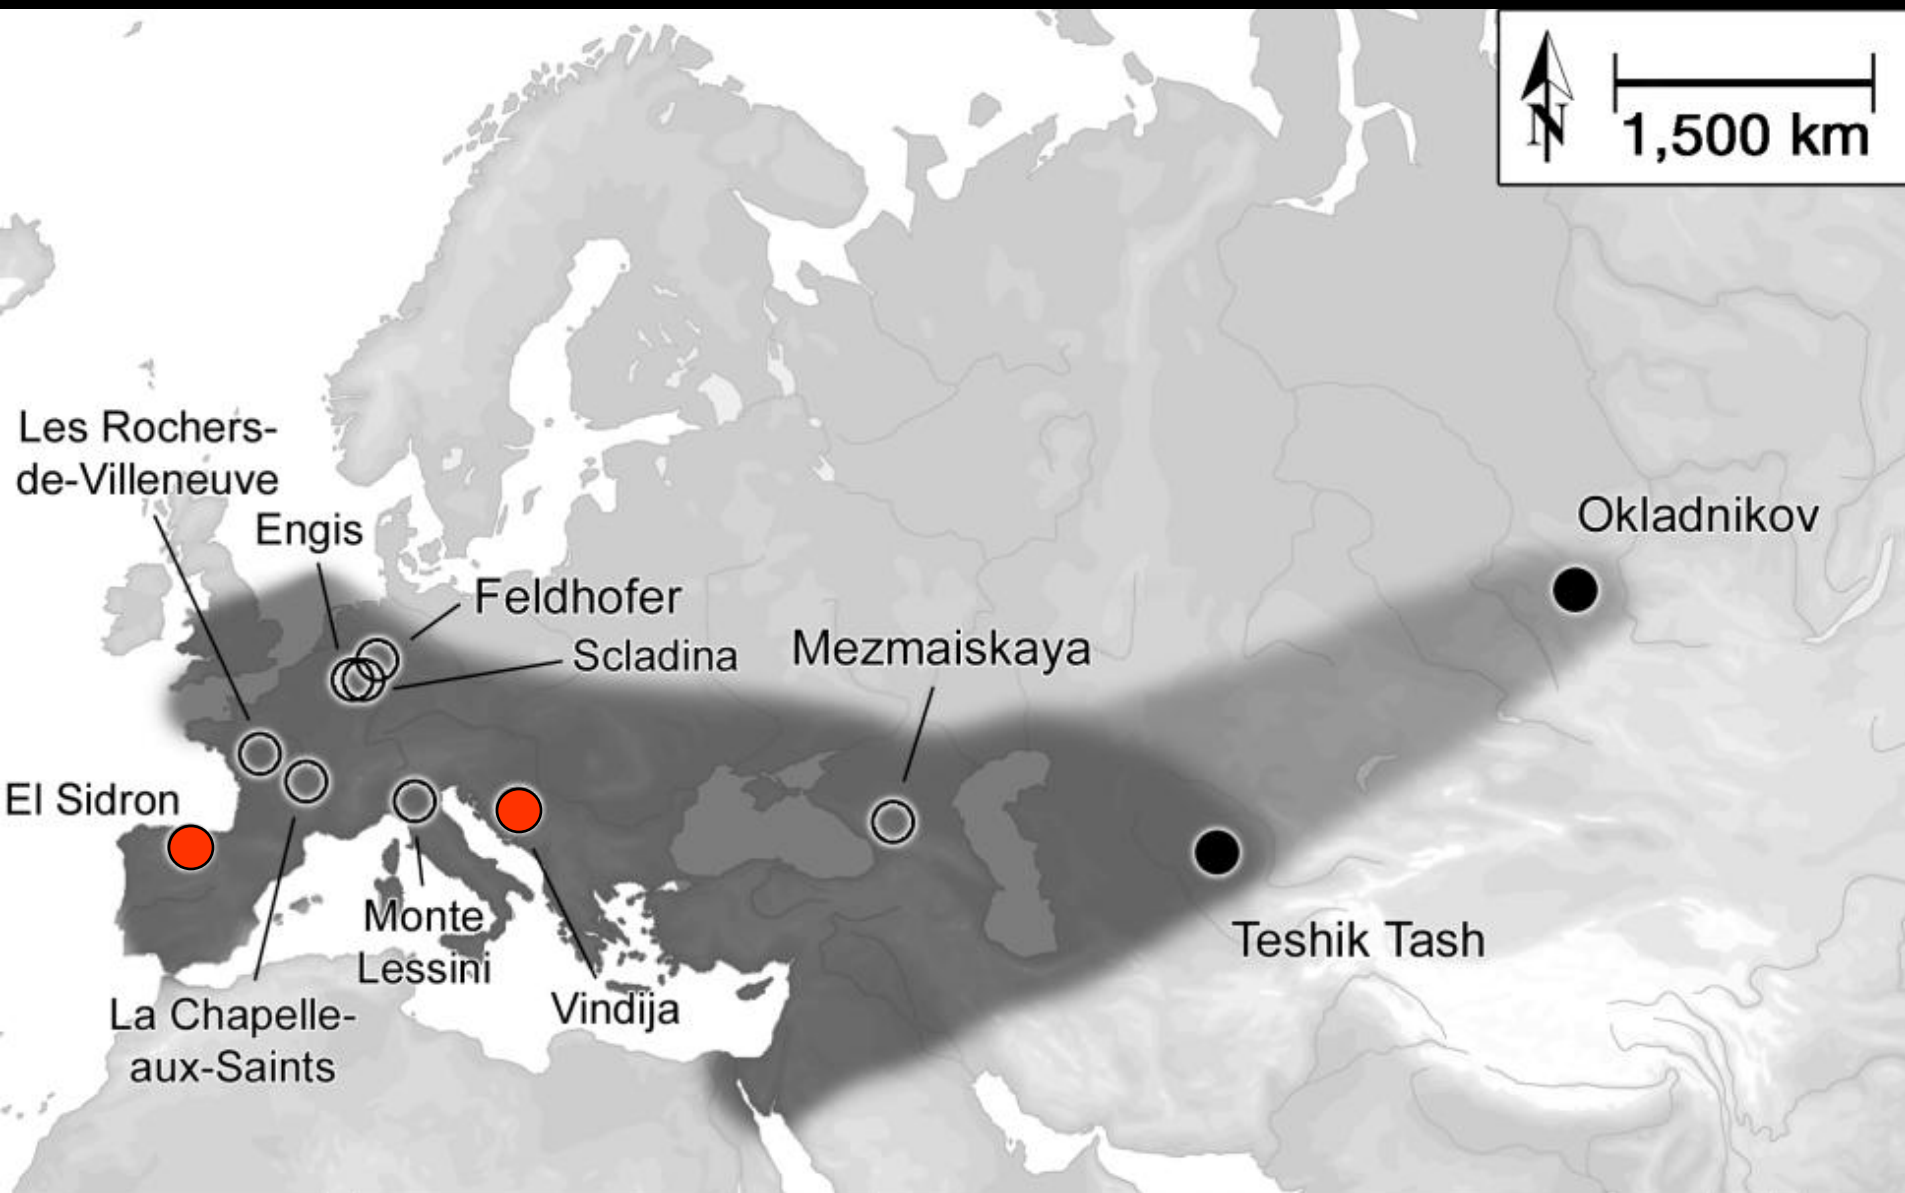 N
1,500 km
Les Rochers-
de-Villeneuve
Engis
Feldhofer
Scladina
Mezmaiskaya
Okladnikov
El Sidron
Monte
Lessini
Teshik Tash
La Chapelle-
aux-Saints
Vindija